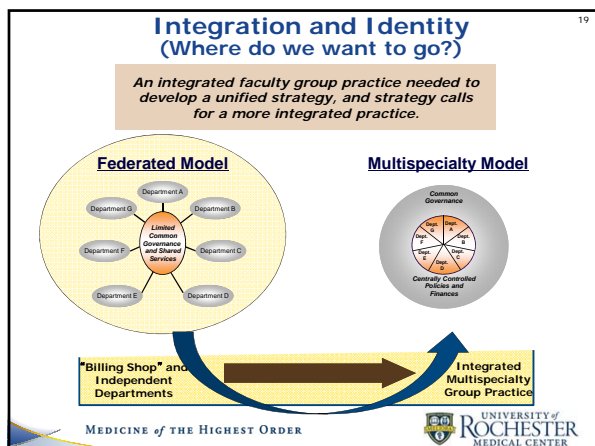 19
Integration and Identity
(Where do we want to go?)
An integrated faculty group practice needed to
develop a unified strategy, and strategy calls
for a more integrated practice.
Federated Model
Department A
Department G
Department B
Limited
Common
Governance
and Shared
Services
Department F
Department C
Department E
Department D
Multispecialty Model
Common
Governance
Dept.
G
Dept.
A
Dept.
F
Dept.
B
Dept.
E
Dept.
C
Dept.
D
Centrally Controlled
Policies and
Finances
"Billing Shop" and
Independent
Departments
Integrated
Multispecialty
Group Practice
MEDICINE of THE HIGHEST ORDER
MELIORA
UNIVERSITY of
ROCHESTER
MEDICAL CENTER